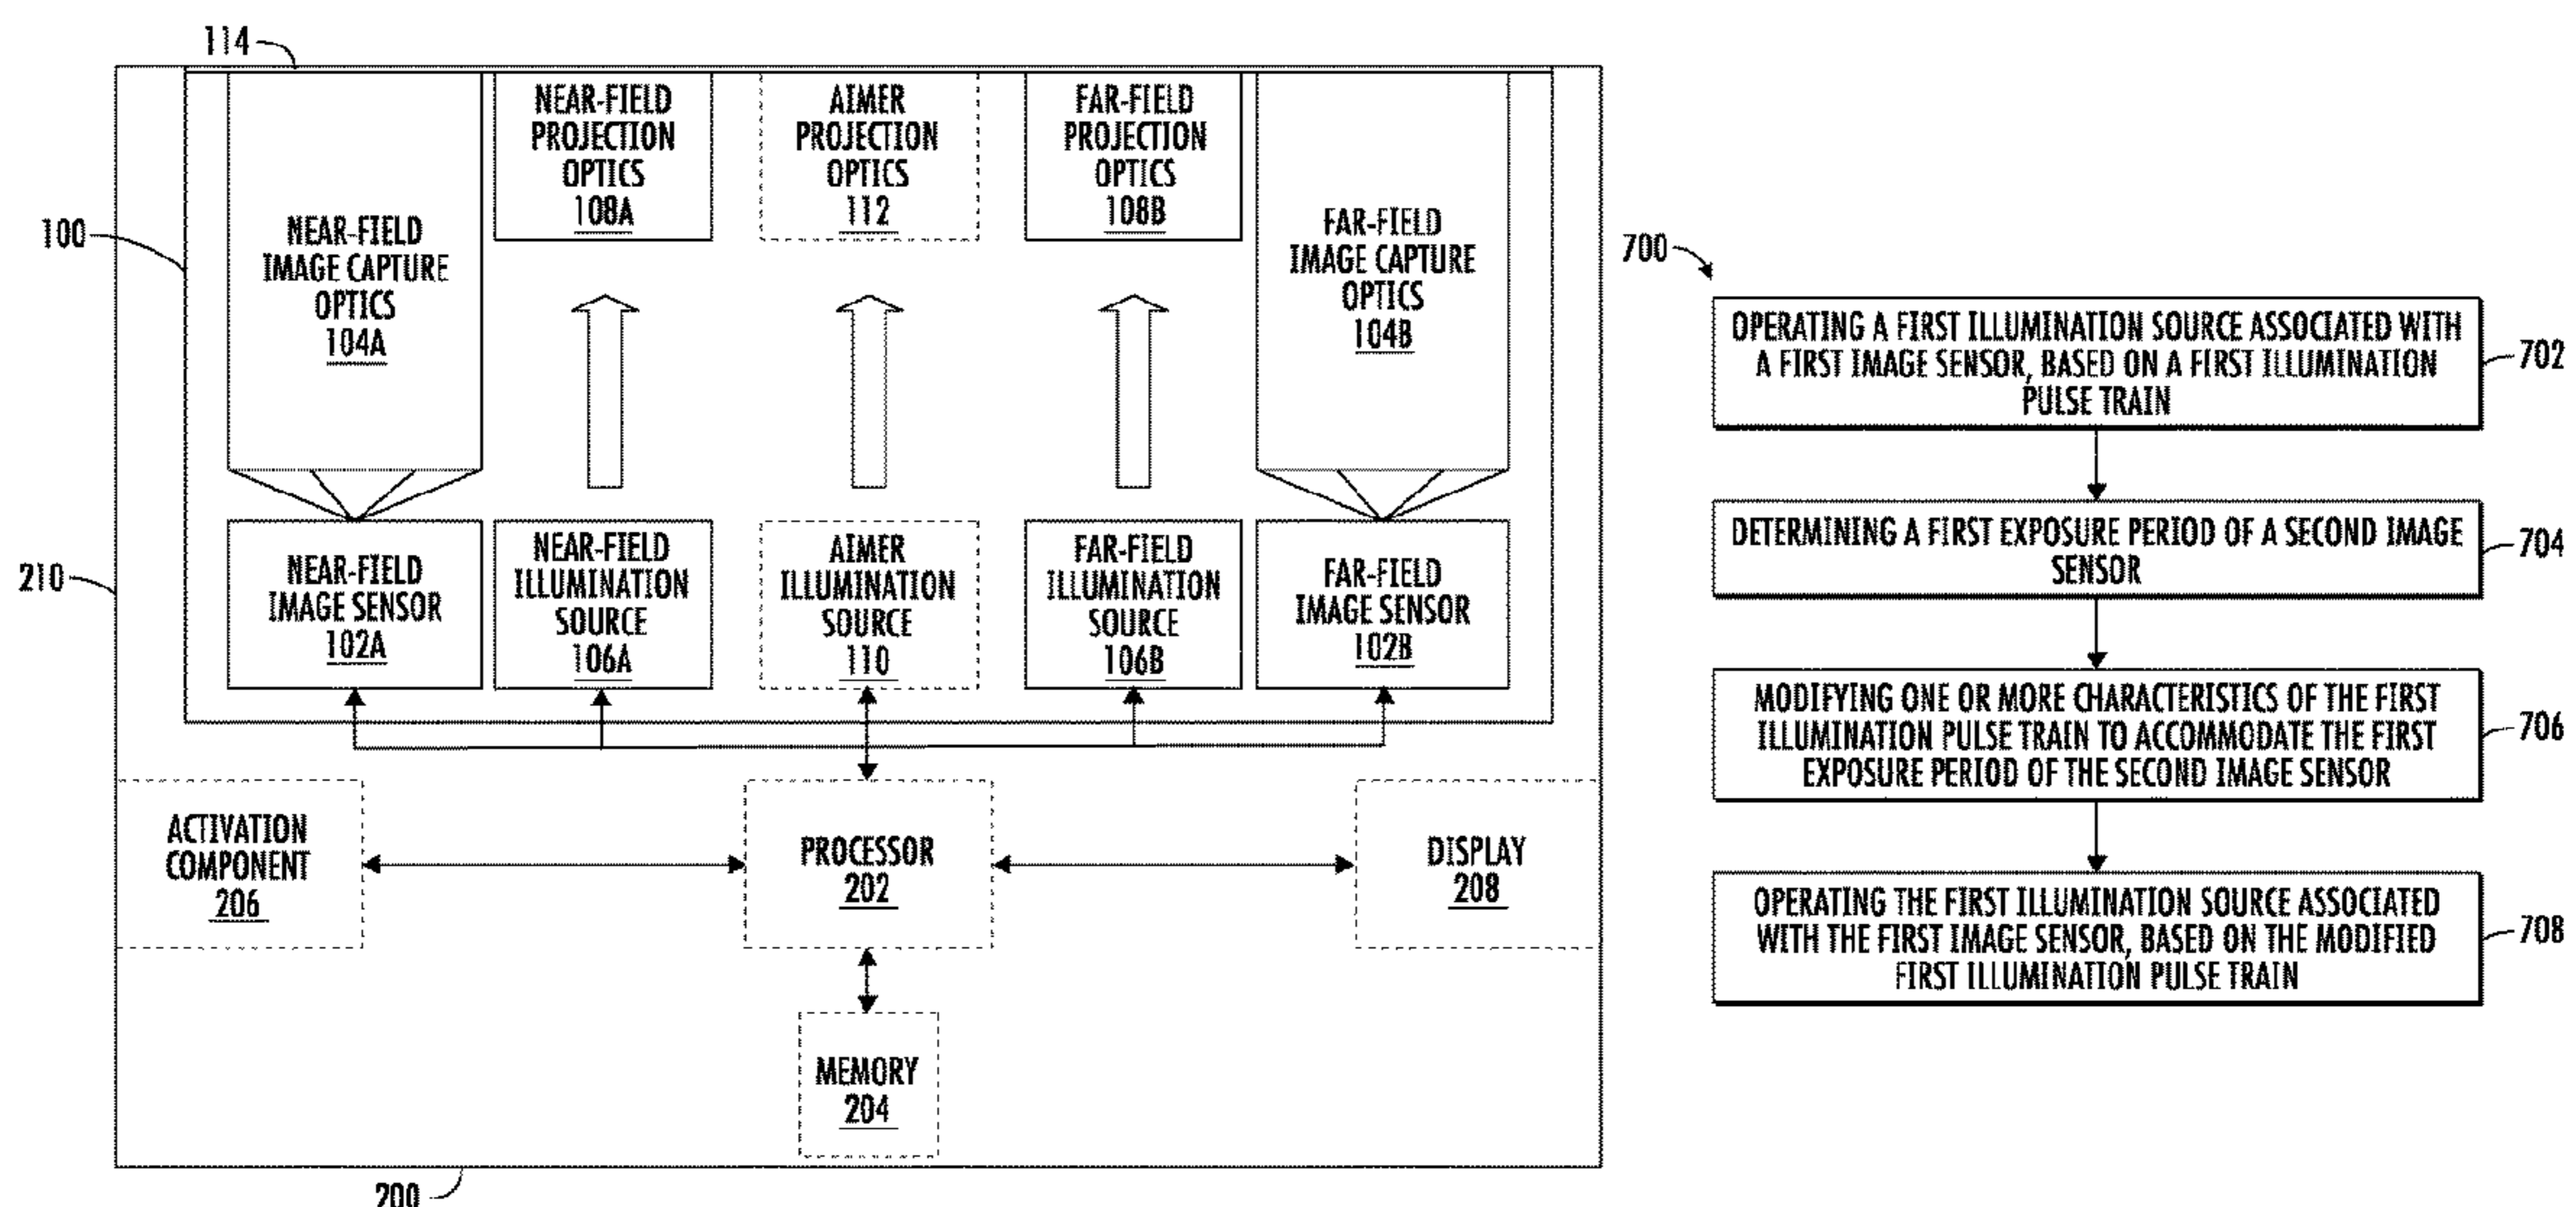 114
NEAR-FIELD
PROJECTION
OPTICS
108A
AIMER
PROJECTION
OPTICS
112
FAR-FIELD
PROJECTION
OPTICS
108B
100
NEAR-FIELD
IMAGE CAPTURE
OPTICS
104A
FAR-FIELD
IMAGE CAPTURE
OPTICS
104B
210
NEAR-FIELD
IMAGE SENSOR
102A
NEAR-FIELD
ILLUMINATION
SOURCE
106A
AIMER
ILLUMINATION
SOURCE
110
FAR-FIELD
ILLUMINATION
SOURCE
106B
FAR-FIELD
IMAGE SENSOR
102B
ACTIVATION
COMPONENT
206
PROCESSOR
202
DISPLAY
208
MEMORY
204
200
700
OPERATING A FIRST ILLUMINATION SOURCE ASSOCIATED WITH
A FIRST IMAGE SENSOR, BASED ON A FIRST ILLUMINATION
PULSE TRAIN
702
DETERMINING A FIRST EXPOSURE PERIOD OF A SECOND IMAGE
SENSOR
704
MODIFYING ONE OR MORE CHARACTERISTICS OF THE FIRST
ILLUMINATION PULSE TRAIN TO ACCOMMODATE THE FIRST
EXPOSURE PERIOD OF THE SECOND IMAGE SENSOR
706
OPERATING THE FIRST ILLUMINATION SOURCE ASSOCIATED
WITH THE FIRST IMAGE SENSOR, BASED ON THE MODIFIED
FIRST ILLUMINATION PULSE TRAIN
708